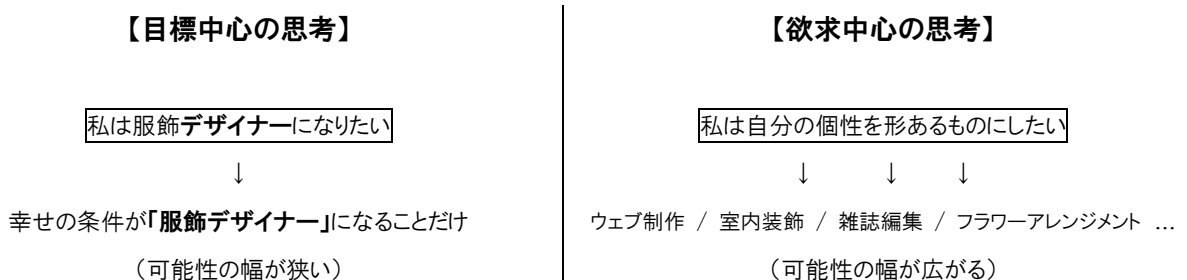 【目標中心の思考】
私は服飾デザイナーになりたい
↓
幸せの条件が「服飾デザイナー」になることだけ
（可能性の幅が狭い）
【欲求中心の思考】
私は自分の個性を形あるものにしたい
↓ ↓ ↓
ウェブ制作 / 室内装飾 / 雑誌編集 / フラワーアレンジメント …
（可能性の幅が広がる）